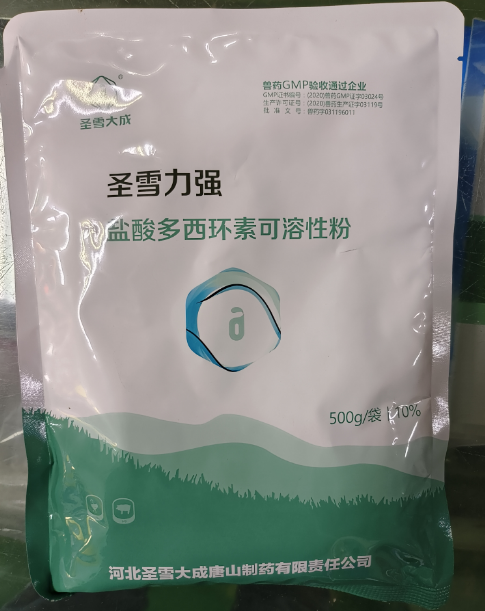 兽药GMP验收通过企业
GMP证书编号：(2020)兽药GMP证字03024号
生产许可证号：(2020)兽药生产证字03119号
批 准 文 号：兽药字031196011
圣雪大成
圣雪力强
盐酸多西环素可溶性粉
500g/袋 10%
河北圣雪大成唐山制药有限责任公司